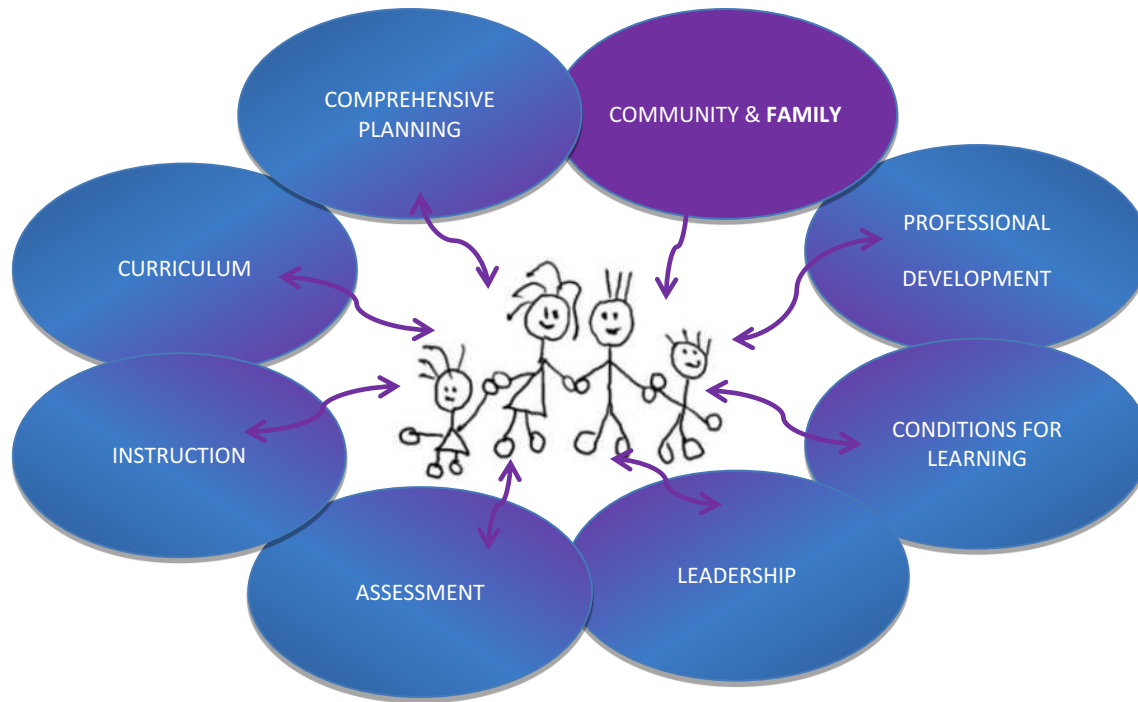 COMPREHENSIVE
PLANNING
COMMUNITY & FAMILY
PROFESSIONAL
DEVELOPMENT
CURRICULUM
CONDITIONS FOR
LEARNING
INSTRUCTION
LEADERSHIP
ASSESSMENT